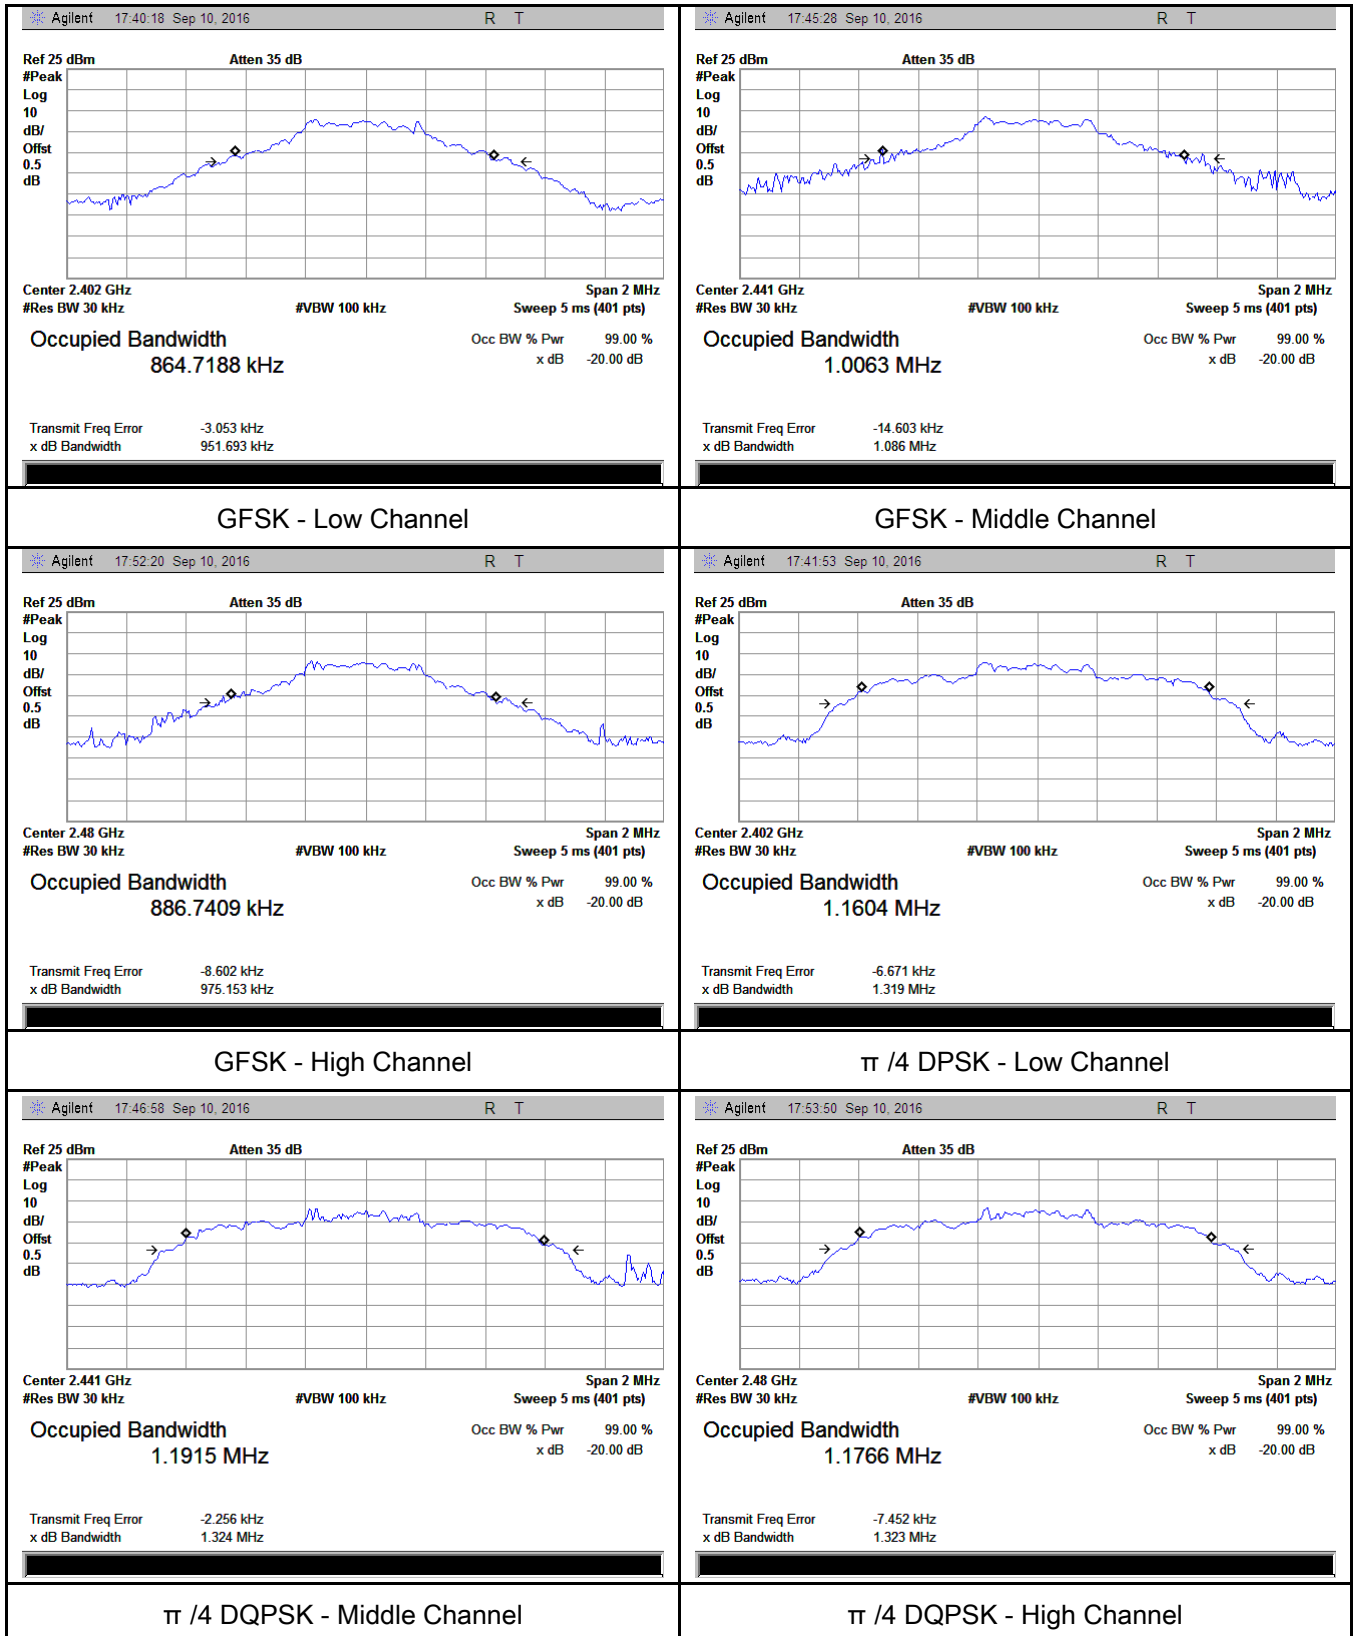 Agilent 17:40:18 Sep 10, 2016 R T
Ref 25 dBm Atten 35 dB
#Peak
Log
10
dB/
Offst
0.5
dB
Center 2.402 GHz Span 2 MHz
#Res BW 30 kHz #VBW 100 kHz Sweep 5 ms (401 pts)
Occupied Bandwidth Occ BW % Pwr 99.00 %
864.7188 kHz x dB -20.00 dB
Transmit Freq Error -3.053 kHz
x dB Bandwidth 951.693 kHz
GFSK - Low Channel
Agilent 17:45:28 Sep 10, 2016 R T
Ref 25 dBm Atten 35 dB
#Peak
Log
10
dB/
Offst
0.5
dB
Center 2.441 GHz Span 2 MHz
#Res BW 30 kHz #VBW 100 kHz Sweep 5 ms (401 pts)
Occupied Bandwidth Occ BW % Pwr 99.00 %
1.0063 MHz x dB -20.00 dB
Transmit Freq Error -14.603 kHz
x dB Bandwidth 1.086 MHz
GFSK - Middle Channel
Agilent 17:52:20 Sep 10, 2016 R T
Ref 25 dBm Atten 35 dB
#Peak
Log
10
dB/
Offst
0.5
dB
Center 2.48 GHz Span 2 MHz
#Res BW 30 kHz #VBW 100 kHz Sweep 5 ms (401 pts)
Occupied Bandwidth Occ BW % Pwr 99.00 %
886.7409 kHz x dB -20.00 dB
Transmit Freq Error -8.602 kHz
x dB Bandwidth 975.153 kHz
GFSK - High Channel
Agilent 17:41:53 Sep 10, 2016 R T
Ref 25 dBm Atten 35 dB
#Peak
Log
10
dB/
Offst
0.5
dB
Center 2.402 GHz Span 2 MHz
#Res BW 30 kHz #VBW 100 kHz Sweep 5 ms (401 pts)
Occupied Bandwidth Occ BW % Pwr 99.00 %
1.1604 MHz x dB -20.00 dB
Transmit Freq Error -6.671 kHz
x dB Bandwidth 1.319 MHz
π /4 DPSK - Low Channel
Agilent 17:46:58 Sep 10, 2016 R T
Ref 25 dBm Atten 35 dB
#Peak
Log
10
dB/
Offst
0.5
dB
Center 2.441 GHz Span 2 MHz
#Res BW 30 kHz #VBW 100 kHz Sweep 5 ms (401 pts)
Occupied Bandwidth Occ BW % Pwr 99.00 %
1.1915 MHz x dB -20.00 dB
Transmit Freq Error -2.256 kHz
x dB Bandwidth 1.324 MHz
π /4 DQPSK - Middle Channel
Agilent 17:53:50 Sep 10, 2016 R T
Ref 25 dBm Atten 35 dB
#Peak
Log
10
dB/
Offst
0.5
dB
Center 2.48 GHz Span 2 MHz
#Res BW 30 kHz #VBW 100 kHz Sweep 5 ms (401 pts)
Occupied Bandwidth Occ BW % Pwr 99.00 %
1.1766 MHz x dB -20.00 dB
Transmit Freq Error -7.452 kHz
x dB Bandwidth 1.323 MHz
π /4 DQPSK - High Channel